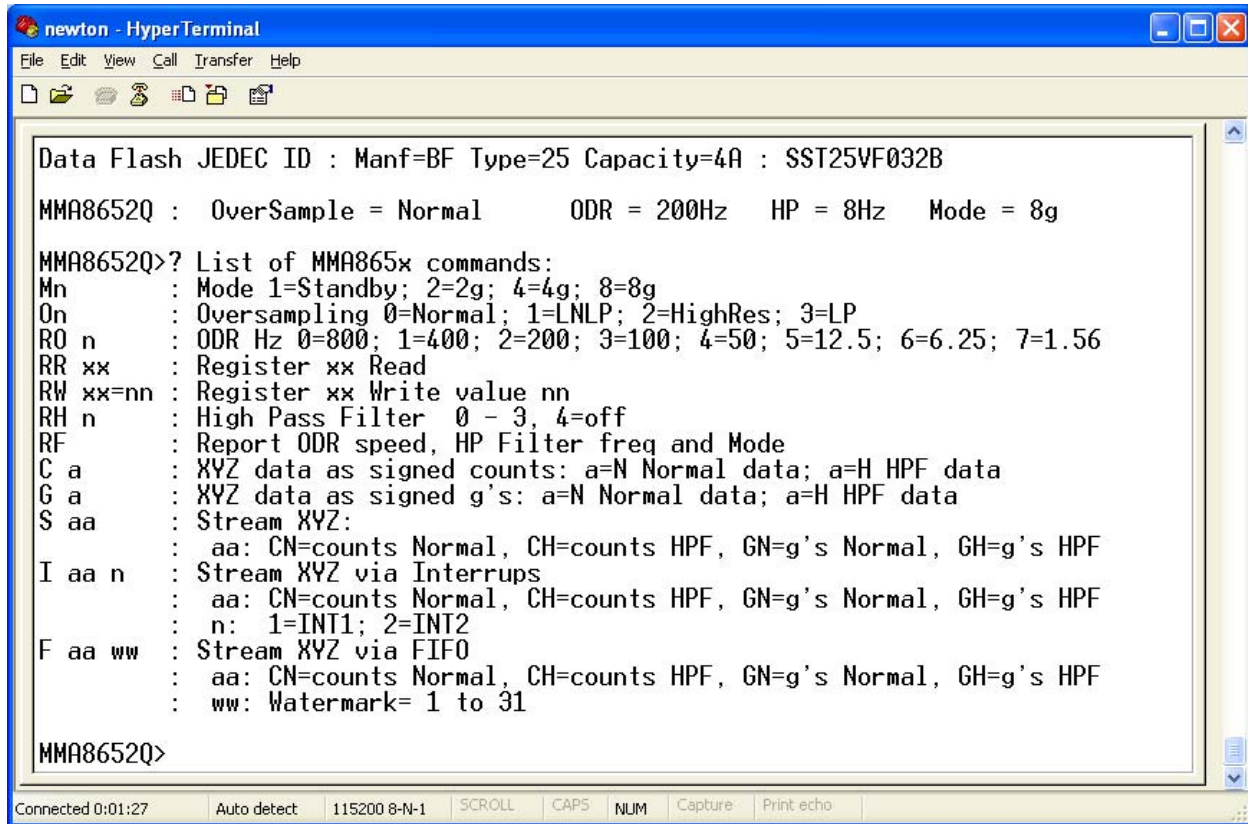 newton - HyperTerminal
File Edit View Call Transfer Help
Data Flash JEDEC ID : Manf=BF Type=25 Capacity=4A : SST25VF032B
MMA8652Q : OverSample = Normal ODR = 200Hz HP = 8Hz Mode = 8g
MMA8652Q>? List of MMA865x commands:
Mn : Mode 1=Standby; 2=2g; 4=4g; 8=8g
On : Oversampling 0=Normal; 1=LNLP; 2=HighRes; 3=LP
RO n : ODR Hz 0=800; 1=400; 2=200; 3=100; 4=50; 5=12.5; 6=6.25; 7=1.56
RR xx : Register xx Read
RW xx=nn : Register xx Write value nn
RH n : High Pass Filter 0 - 3, 4=off
RF : Report ODR speed, HP Filter freq and Mode
C a : XYZ data as signed counts: a=N Normal data; a=H HPF data
G a : XYZ data as signed g's: a=N Normal data; a=H HPF data
S aa : Stream XYZ:
: aa: CN=counts Normal, CH=counts HPF, GN=g's Normal, GH=g's HPF
I aa n : Stream XYZ via Interrups
: aa: CN=counts Normal, CH=counts HPF, GN=g's Normal, GH=g's HPF
: n: 1=INT1; 2=INT2
F aa ww : Stream XYZ via FIFO
: aa: CN=counts Normal, CH=counts HPF, GN=g's Normal, GH=g's HPF
: ww: Watermark= 1 to 31
MMA8652Q>
Connected 0:01:27 Auto detect 115200 8-N-1 SCROLL CAPS NUM Capture Print echo